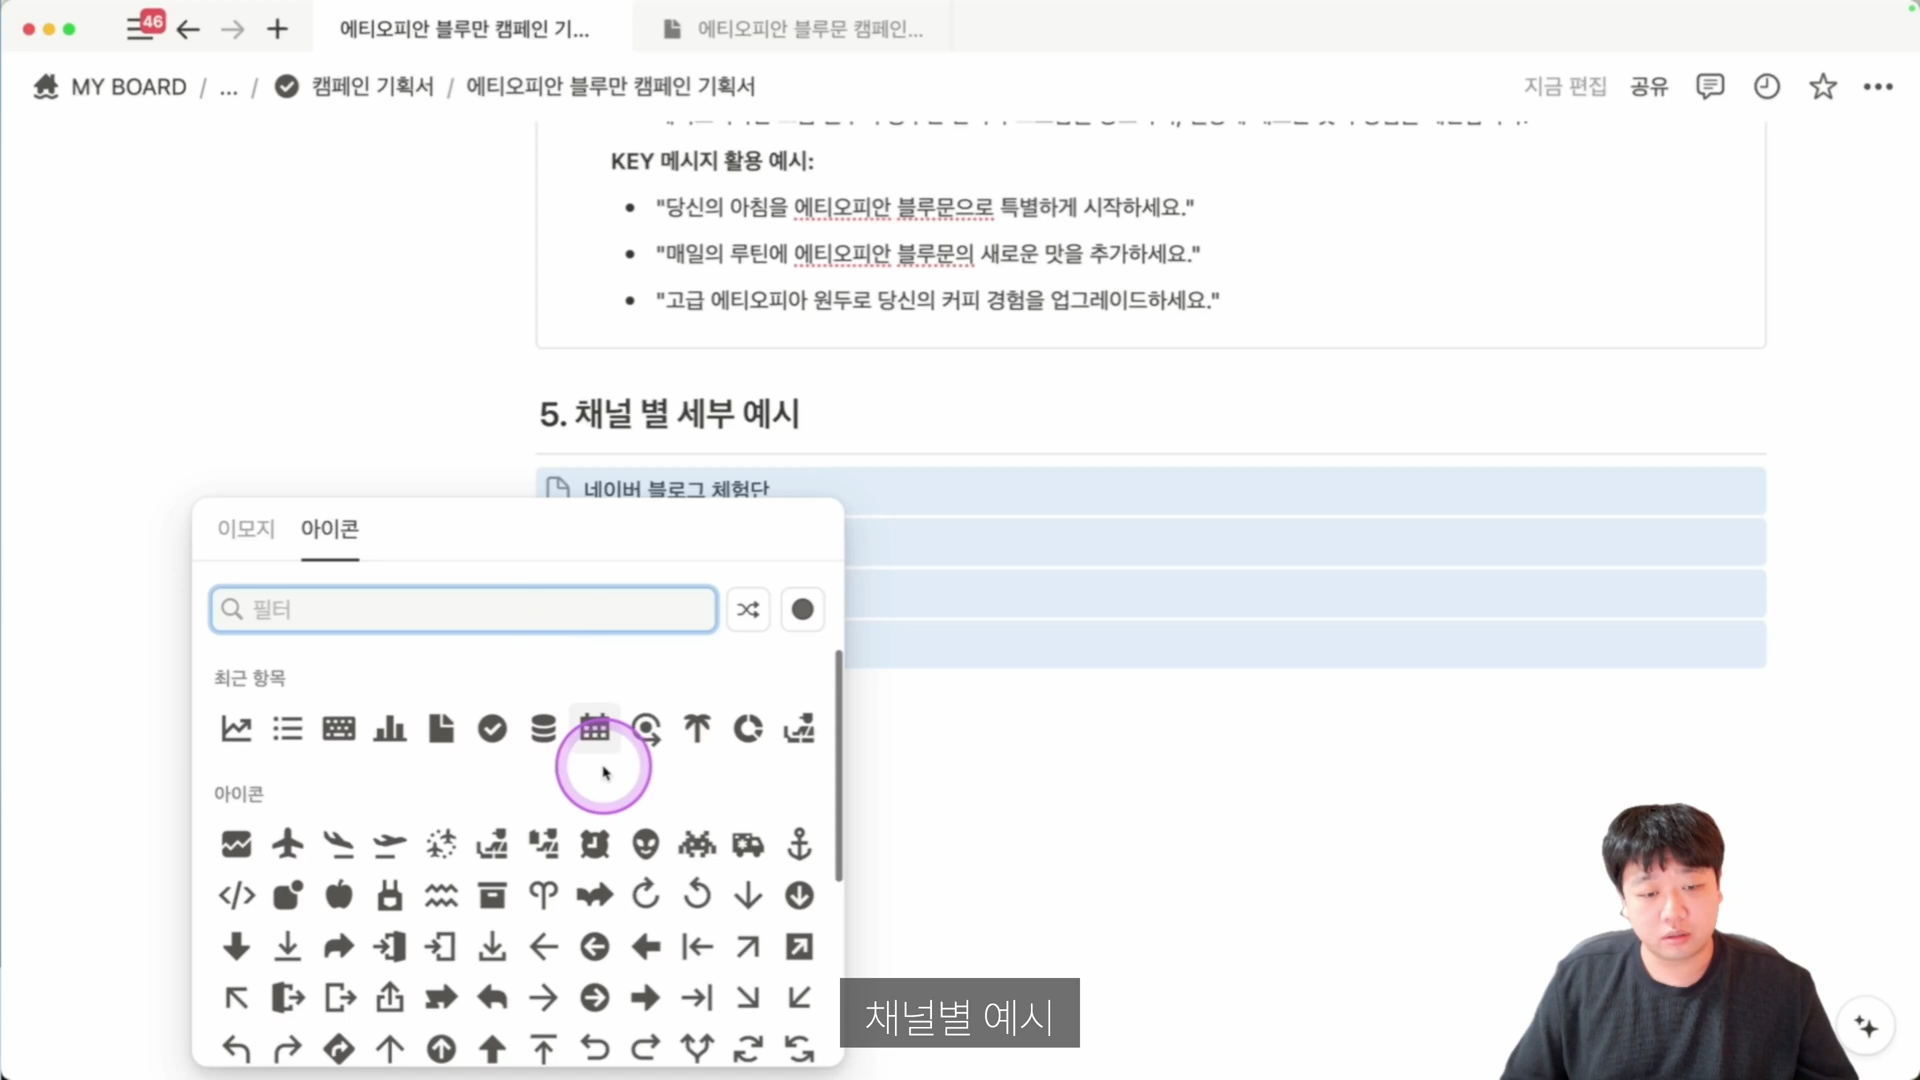 46
에티오피안 블루만 캠페인 기...
에티오피안 블루문 캠페인...
MY BOARD / ... / 캠페인 기획서 / 에티오피안 블루만 캠페인 기획서
지금 편집
공유
KEY 메시지 활용 예시:
"당신의 아침을 에티오피안 블루문으로 특별하게 시작하세요."
"매일의 루틴에 에티오피안 블루문의 새로운 맛을 추가하세요."
"고급 에티오피아 원두로 당신의 커피 경험을 업그레이드하세요."
5. 채널 별 세부 예시
네이버 블로그 체험단
이모지
아이콘
필터
최근 항목
아이콘
채널별 예시